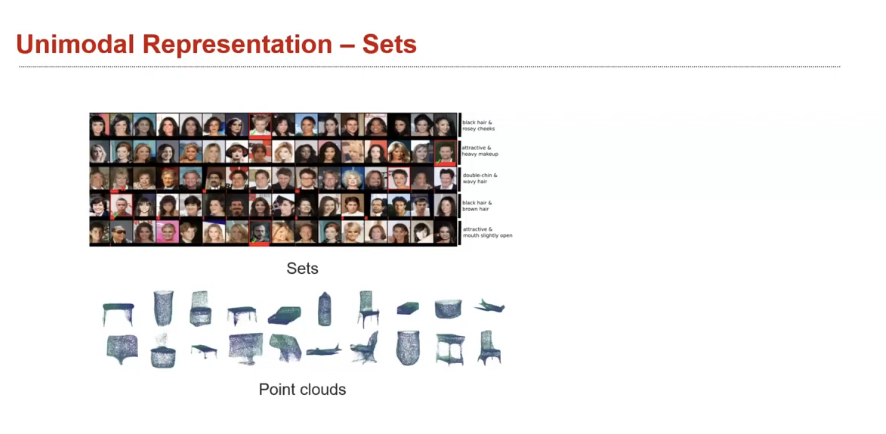 Unimodal Representation – Sets
black hair &
rosey cheeks
attractive &
heavy makeup
double-chin &
wavy hair
black hair &
brown hair
attractive &
mouth slightly open
Sets
Point clouds